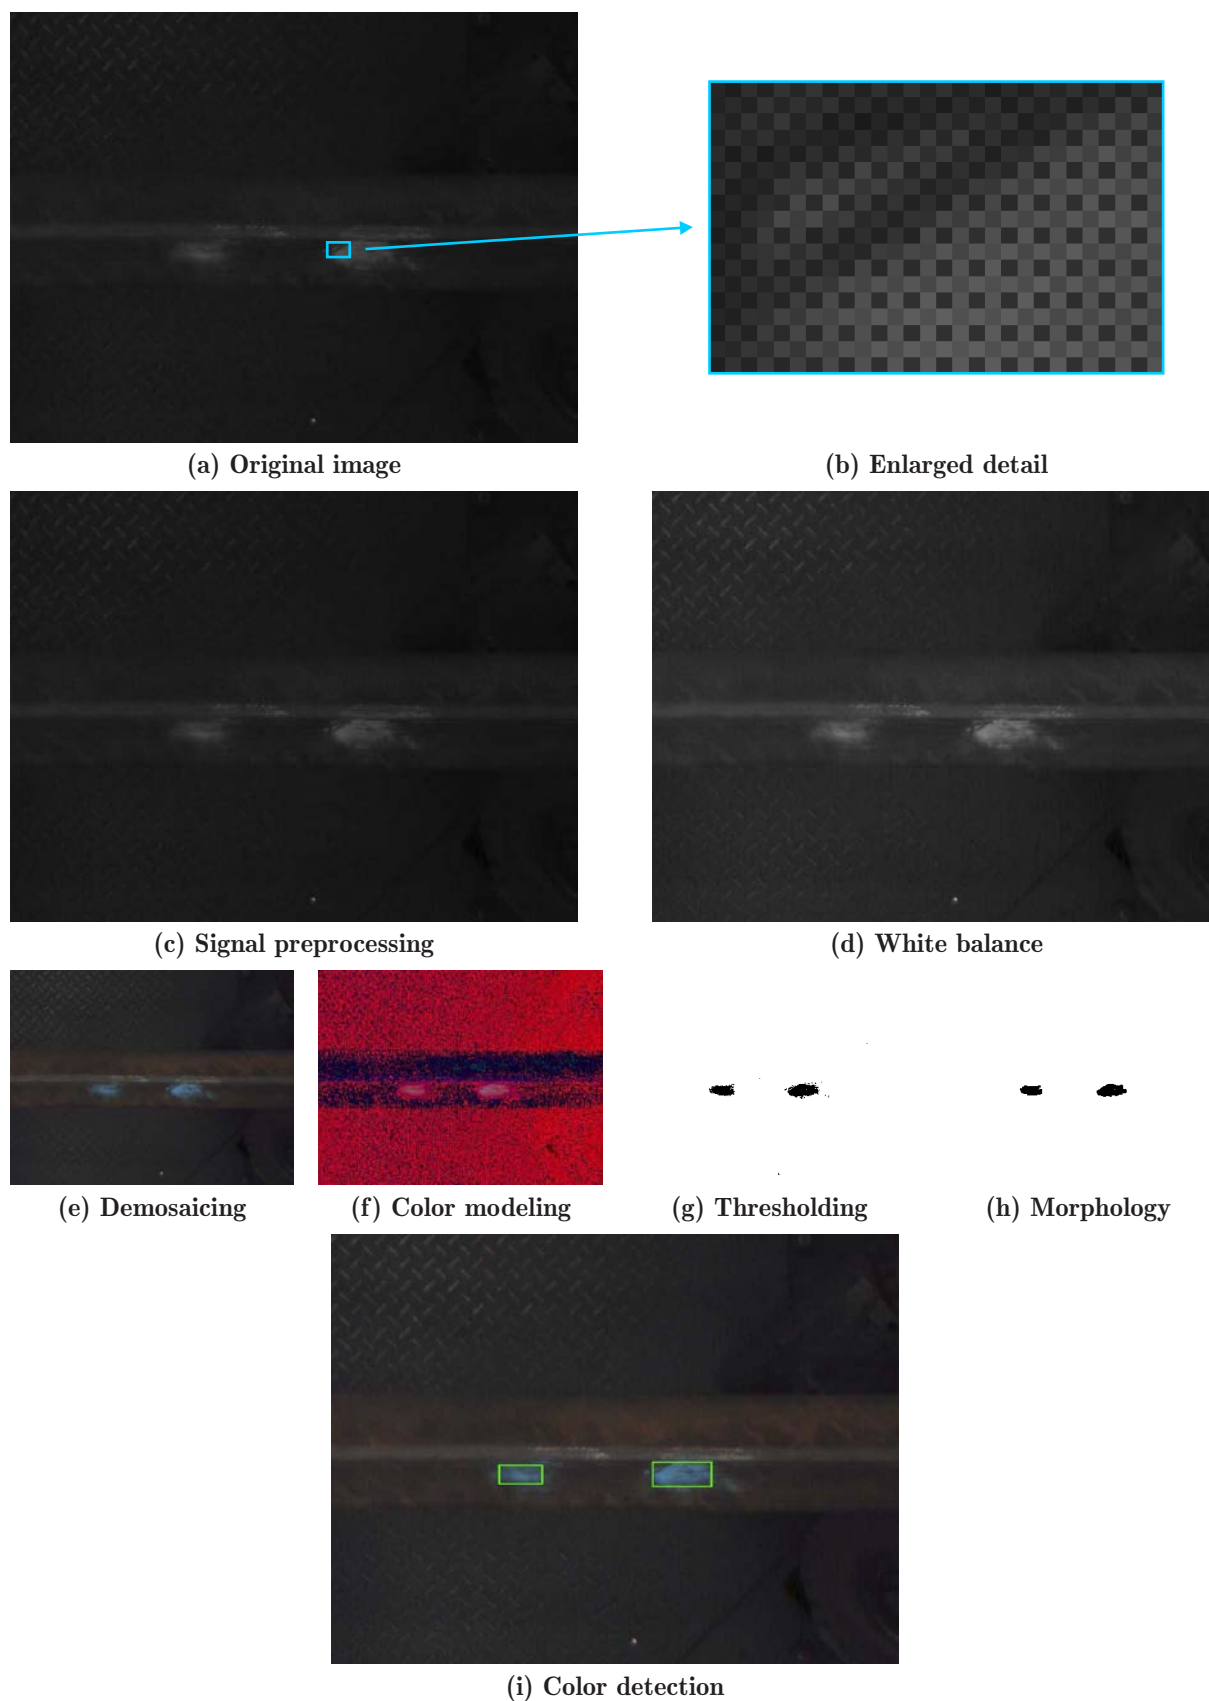 (a) Original image
(b) Enlarged detail
(c) Signal preprocessing
(d) White balance
(e) Demosaicing
(f) Color modeling
(g) Thresholding
(h) Morphology
(i) Color detection